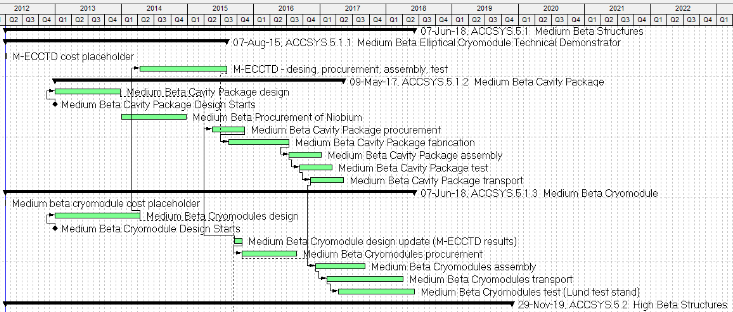 2012 2013 2014 2015 2016 2017 2018 2019 2020 2021 2022
Q2 Q3 Q4 Q1 Q2 Q3 Q4 Q1 Q2 Q3 Q4 Q1 Q2 Q3 Q4 Q1 Q2 Q3 Q4 Q1 Q2 Q3 Q4 Q1 Q2 Q3 Q4 Q1 Q2 Q3 Q4 Q1 Q2 Q3 Q4 Q1 Q2 Q3 Q4 Q1 Q2 Q3 Q4 Q1
07-Jun-18, ACCSYS.5.1 Medium Beta Structures
07-Aug-15, ACCSYS.5.1.1 Medium Beta Elliptical Cryomodule Technical Demonstrator
M-ECCTD cost placeholder
M-ECCTD - desing, procurement, assembly, test
09-May-17, ACCSYS.5.1.2 Medium Beta Cavity Package
Medium Beta Cavity Package design
Medium Beta Cavity Package Design Starts
Medium Beta Procurement of Niobium
Medium Beta Cavity Package procurement
Medium Beta Cavity Package fabrication
Medium Beta Cavity Package assembly
Medium Beta Cavity Package test
Medium Beta Cavity Package transport
07-Jun-18, ACCSYS.5.1.3 Medium Beta Cryomodule
Medium beta cryomodule cost placeholder
Medium Beta Cryomodules design
Medium Beta Cryomodule Design Starts
Medium Beta Cryomodule design update (M-ECCTD results)
Medium Beta Cryomodules procurement
Medium Beta Cryomodules assembly
Medium Beta Cryomodules transport
Medium Beta Cryomodules test (Lund test stand)
29-Nov-19, ACCSYS.5.2 High Beta Structures